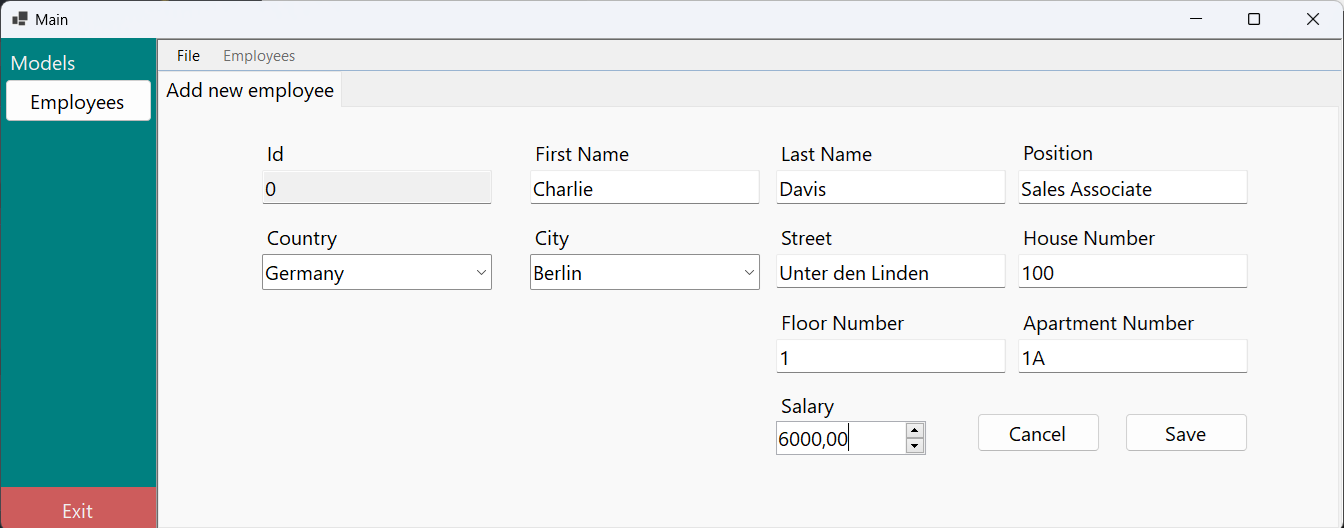 Main
Models
Employees
Exit
File Employees
Add new employee
Id First Name Last Name Position
0 Charlie Davis Sales Associate
Country City Street House Number
Germany Berlin Unter den Linden 100
Floor Number Apartment Number
1 1A
Salary
6000,00 Cancel Save